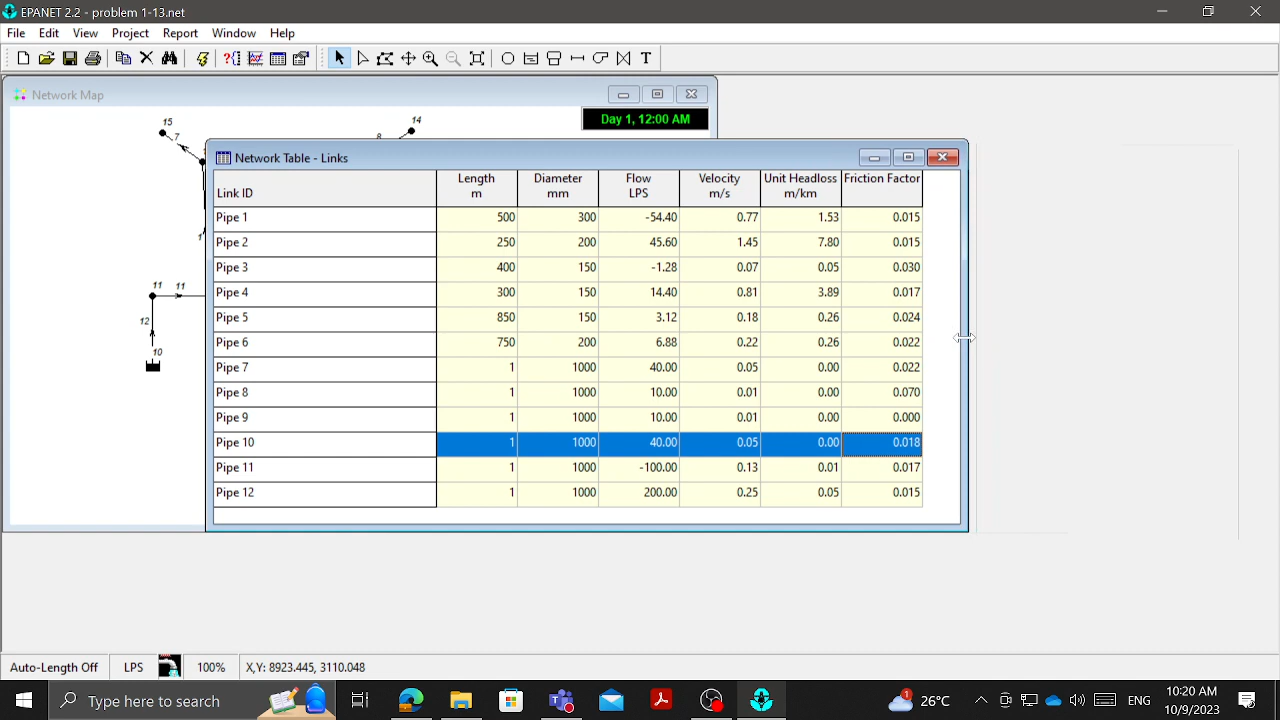 EPANET 2.2 - problem 1-13.net
File Edit View Project Report Window Help
Network Map
Day 1, 12:00 AM
15
7
14
8
1
11 11
12
10
Network Table - Links
Link ID Length m Diameter mm Flow LPS Velocity m/s Unit Headloss m/km Friction Factor
Pipe 1 500 300 -54.40 0.77 1.53 0.015
Pipe 2 250 200 45.60 1.45 7.80 0.015
Pipe 3 400 150 -1.28 0.07 0.05 0.030
Pipe 4 300 150 14.40 0.81 3.89 0.017
Pipe 5 850 150 3.12 0.18 0.26 0.024
Pipe 6 750 200 6.88 0.22 0.26 0.022
Pipe 7 1 1000 40.00 0.05 0.00 0.022
Pipe 8 1 1000 10.00 0.01 0.00 0.070
Pipe 9 1 1000 10.00 0.01 0.00 0.000
Pipe 10 1 1000 40.00 0.05 0.00 0.018
Pipe 11 1 1000 -100.00 0.13 0.01 0.017
Pipe 12 1 1000 200.00 0.25 0.05 0.015
Auto-Length Off LPS 100% X,Y: 8923.445, 3110.048
Type here to search
1 26°C ENG 10:20 AM
10/9/2023